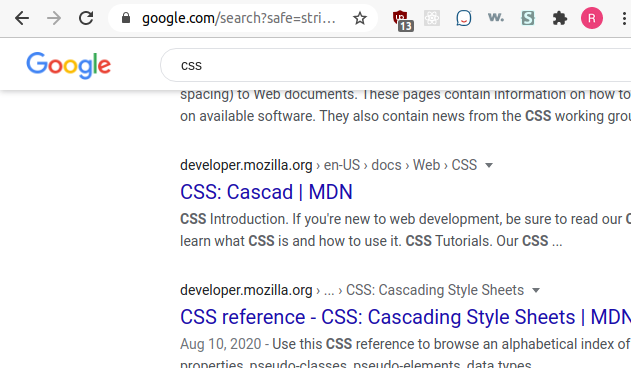 google.com/search?safe=stri…
13
w.
S
R
Google
css
spacing) to Web documents. These pages contain information on how to
on available software. They also contain news from the CSS working grou
developer.mozilla.org › en-US › docs › Web › CSS
CSS: Cascad | MDN
CSS Introduction. If you're new to web development, be sure to read our C
learn what CSS is and how to use it. CSS Tutorials. Our CSS ...
developer.mozilla.org › ... › CSS: Cascading Style Sheets
CSS reference - CSS: Cascading Style Sheets | MDN
Aug 10, 2020 - Use this CSS reference to browse an alphabetical index of
properties, pseudo-classes, pseudo-elements, data types